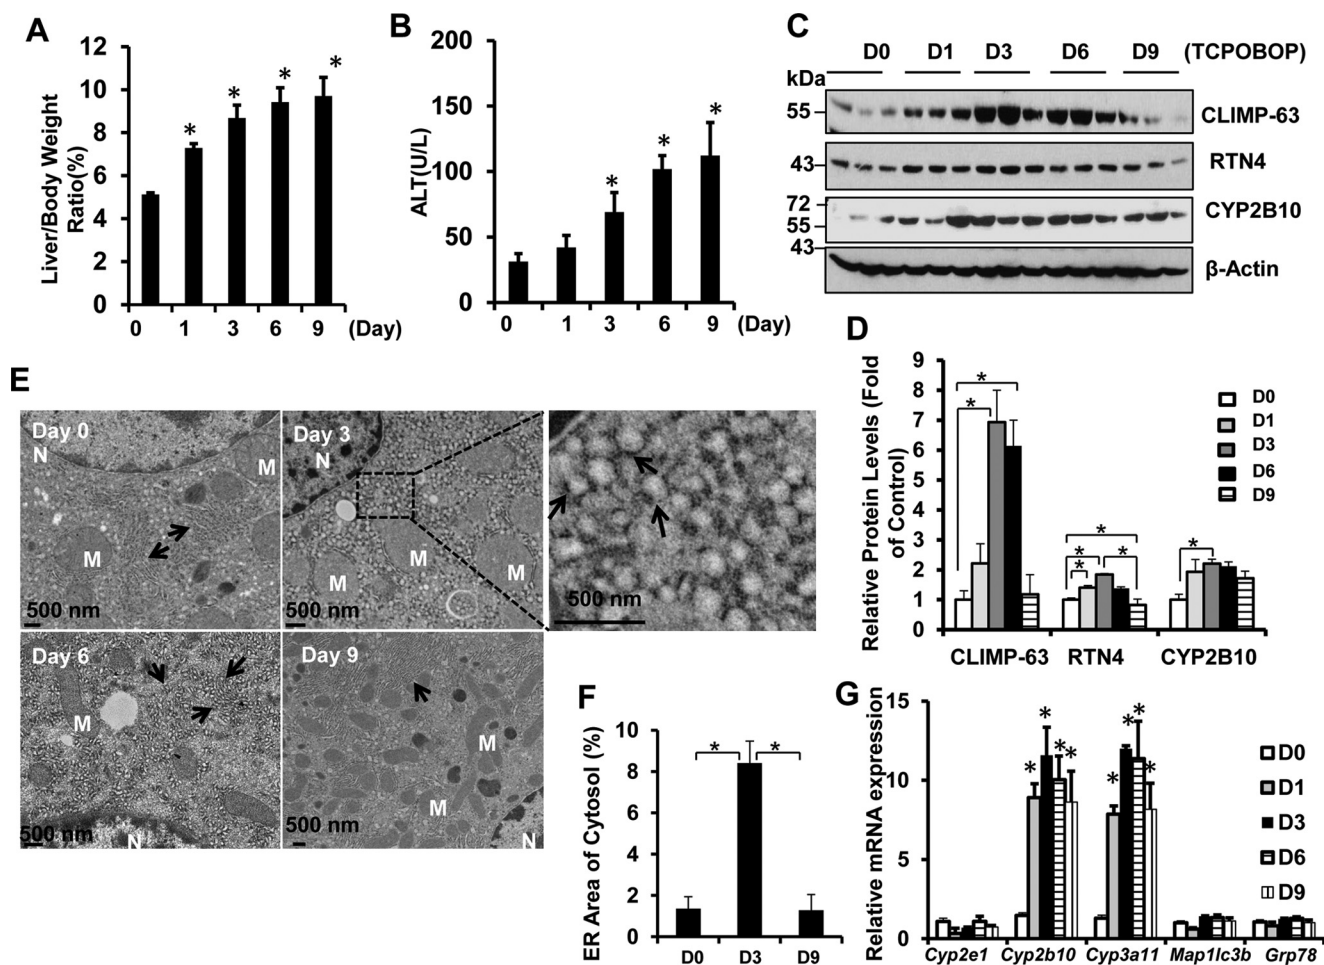 A
12
10
8
6
4
2
0
Liver/Body Weight
Ratio(%)
* * * *
0 1 3 6 9 (Day)
B
200
150
100
50
0
ALT(U/L)
* * *
0 1 3 6 9 (Day)
C
D0 D1 D3 D6 D9 (TCPOBOP)
kDa
55 CLIMP-63
43 RTN4
72
55 CYP2B10
43
β-Actin
D
9
8
7
6
5
4
3
2
1
0
Relative Protein Levels (Fold
of Control)
*
*
*
* *
*
*
D0
D1
D3
D6
D9
CLIMP-63 RTN4 CYP2B10
E
Day 0
N
M
M
500 nm
Day 3
N
M
M
500 nm
500 nm
Day 6
M
500 nm
N
Day 9
M
M
500 nm
N
F
10
8
6
4
2
0
ER Area of Cytosol (%)
* *
D0 D3 D9
G
15
10
5
0
Relative mRNA expression
* * * * * * * *
D0
D1
D3
D6
D9
Cyp2e1 Cyp2b10 Cyp3a11 Map1lc3b Grp78